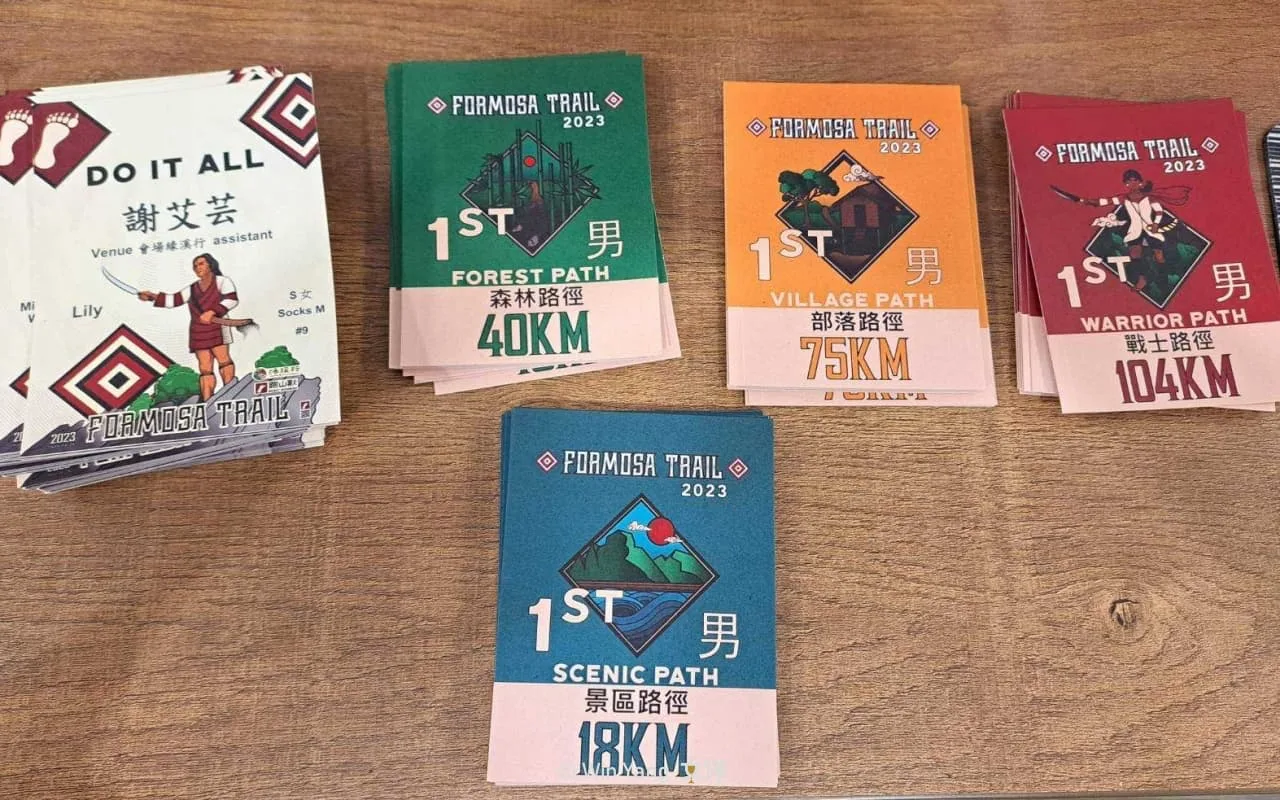 DO IT ALL
謝艾芸
Venue 會場緣溪行 assistant
Lily
S 女
Socks M
#9
2023 FORMOSA TRAIL
FORMOSA TRAIL
2023
1ST 男
FOREST PATH
森林路徑
40KM
FORMOSA TRAIL
2023
1ST 男
VILLAGE PATH
部落路徑
75KM
FORMOSA TRAIL
2023
1ST 男
WARRIOR PATH
戰士路徑
104KM
FORMOSA TRAIL
2023
1ST 男
SCENIC PATH
景區路徑
18KM